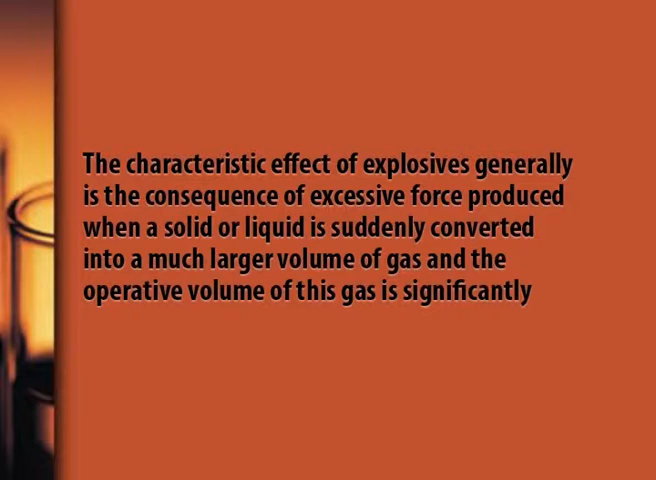 The characteristic effect of explosives generally
is the consequence of excessive force produced
when a solid or liquid is suddenly converted
into a much larger volume of gas and the
operative volume of this gas is significantly